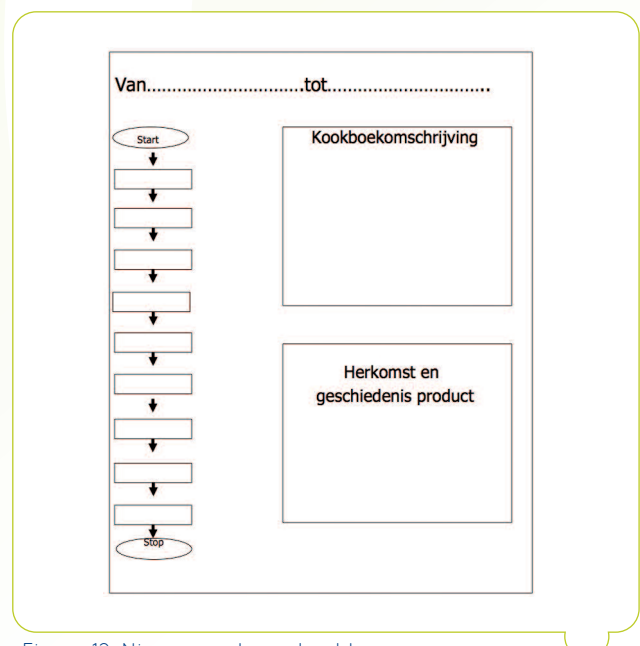 Van...............................tot................................
Start
Kookboekomschrijving
Herkomst en
geschiedenis product
Stop